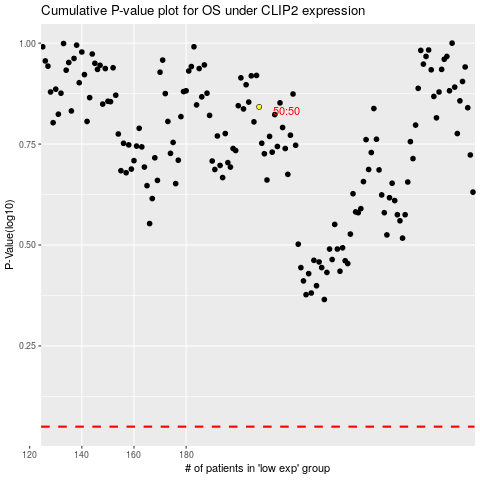 Cumulative P-value plot for OS under CLIP2 expression
1.00
0.75
0.50
0.25
P-Value(log10)
50:50
120 140 160 180
# of patients in 'low exp' group